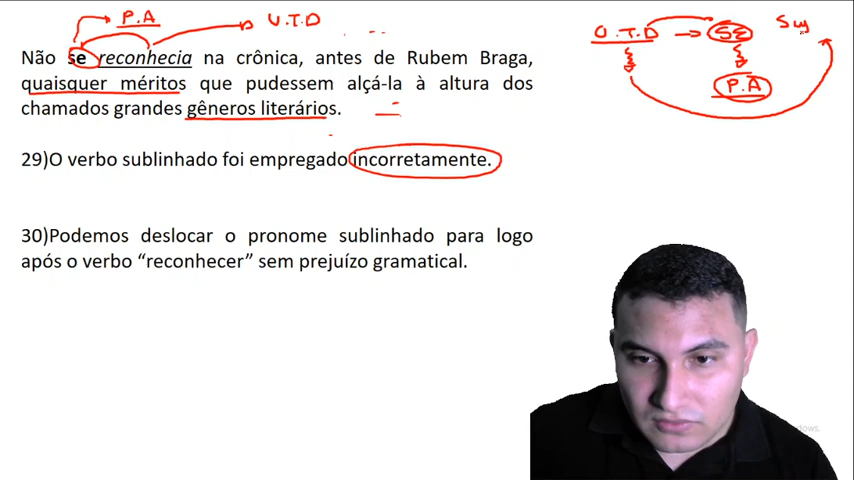 P.A
V.T.D
Não se reconhecia na crônica, antes de Rubem Braga,
quaisquer méritos que pudessem alçá-la à altura dos
chamados grandes gêneros literários.
V.T.D → SE
Suj
P.A
29)O verbo sublinhado foi empregado incorretamente.
30)Podemos deslocar o pronome sublinhado para logo
após o verbo “reconhecer” sem prejuízo gramatical.